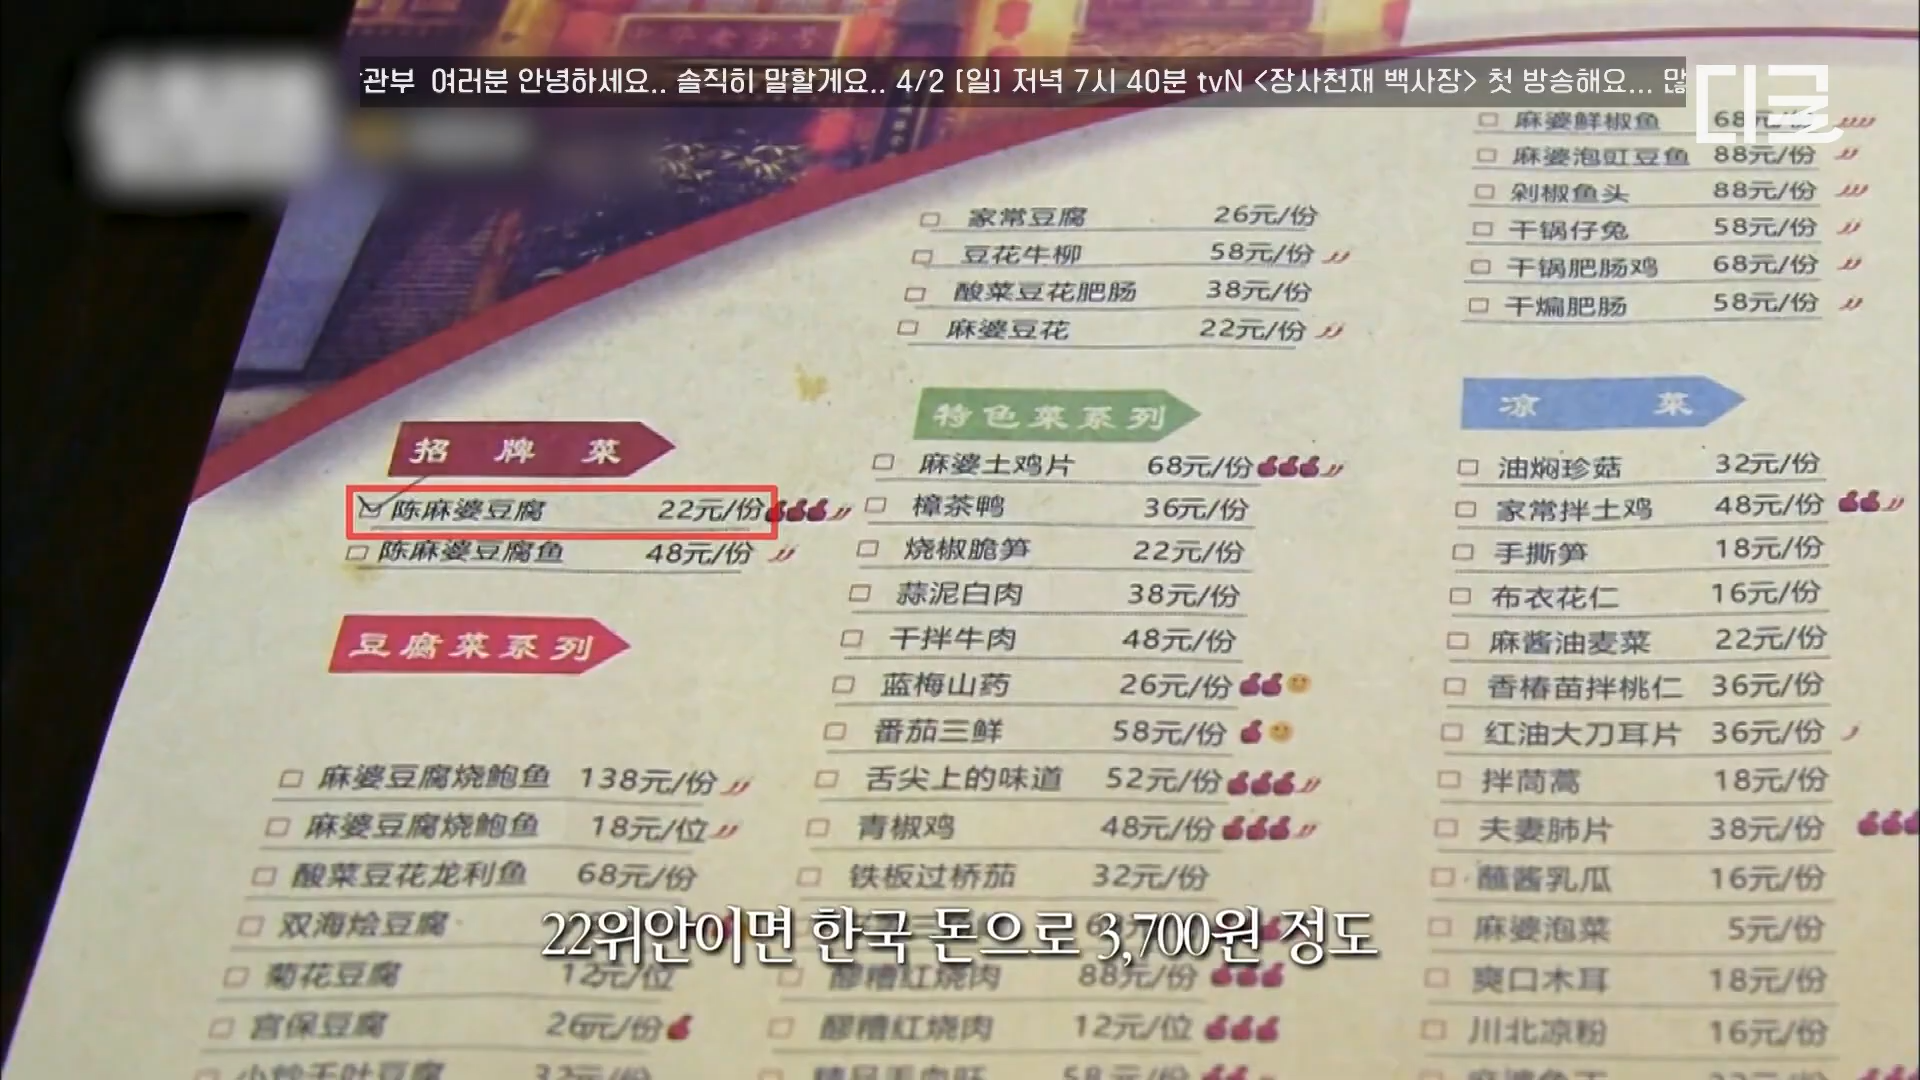 관부 여러분 안녕하세요.. 솔직히 말할게요.. 4/2 [일] 저녁 7시 40분 tvN <장사천재 백사장> 첫 방송해요... 많
디글
招牌菜
陈麻婆豆腐 22元/份
陈麻婆豆腐鱼 48元/份
豆腐菜系列
麻婆豆腐烧鲍鱼 138元/份
麻婆豆腐烧鲍鱼 18元/位
酸菜豆花龙利鱼 68元/份
双海烩豆腐
菊花豆腐 12元/位
宫保豆腐 26元/份
家常豆腐 26元/份
豆花牛柳 58元/份
酸菜豆花肥肠 38元/份
麻婆豆花 22元/份
特色菜系列
麻婆土鸡片 68元/份
樟茶鸭 36元/份
烧椒脆笋 22元/份
蒜泥白肉 38元/份
干拌牛肉 48元/份
蓝梅山药 26元/份
番茄三鲜 58元/份
舌尖上的味道 52元/份
青椒鸡 48元/份
铁板过桥茄 32元/份
醪糟红烧肉 88元/份
醪糟红烧肉 12元/位
麻婆鲜椒鱼 68元/份
麻婆泡豇豆鱼 88元/份
剁椒鱼头 88元/份
干锅仔兔 58元/份
干锅肥肠鸡 68元/份
干煸肥肠 58元/份
凉菜
油焖珍菇 32元/份
家常拌土鸡 48元/份
手撕笋 18元/份
布衣花仁 16元/份
麻酱油麦菜 22元/份
香椿苗拌桃仁 36元/份
红油大刀耳片 36元/份
拌茼蒿 18元/份
夫妻肺片 38元/份
蘸酱乳瓜 16元/份
麻婆泡菜 5元/份
爽口木耳 18元/份
川北凉粉 16元/份
22위안이면 한국 돈으로 3,700원 정도